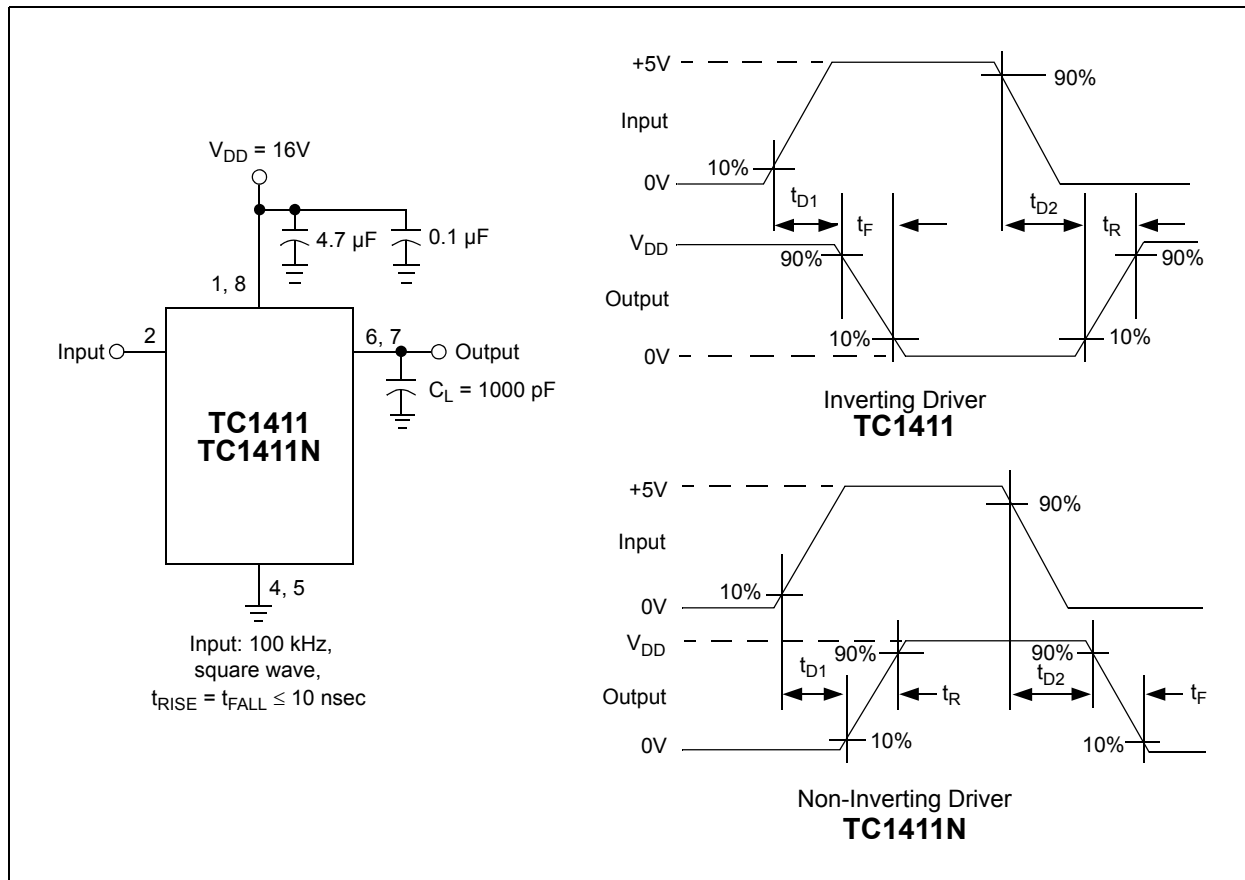 V_DD = 16V
4.7 µF
0.1 µF
1, 8
2
Input
6, 7
Output
C_L = 1000 pF
TC1411
TC1411N
4, 5
Input: 100 kHz,
square wave,
t_RISE = t_FALL ≤ 10 nsec
+5V
90%
Input
10%
0V
t_D1
t_D2
t_F
t_R
V_DD
90%
90%
Output
10%
10%
0V
Inverting Driver
TC1411
+5V
90%
Input
10%
0V
V_DD
90%
90%
t_D1
t_D2
Output
t_R
t_F
0V
10%
10%
Non-Inverting Driver
TC1411N